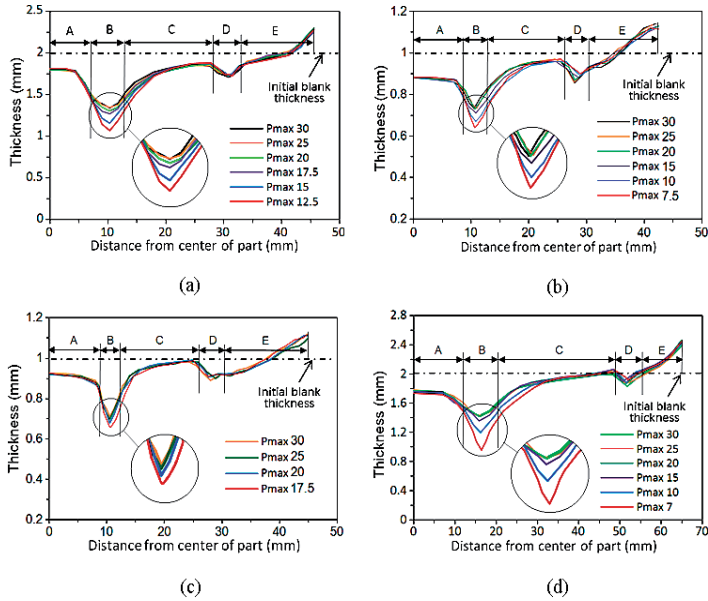 (a)
2.5
2
1.5
1
0.5
0
Thickness (mm)
A B C D E
Initial blank
thickness
Pmax 30
Pmax 25
Pmax 20
Pmax 17.5
Pmax 15
Pmax 12.5
0 10 20 30 40 50
Distance from center of part (mm)
(a)
1.2
1
0.8
0.6
0.4
0.2
Thickness (mm)
A B C D E
Initial blank
thickness
Pmax 30
Pmax 25
Pmax 20
Pmax 15
Pmax 10
Pmax 7.5
0 10 20 30 40 50
Distance from center of part (mm)
(b)
1.2
1
0.8
0.6
0.4
0.2
Thickness (mm)
A B C D E
Initial blank
thickness
Pmax 30
Pmax 25
Pmax 20
Pmax 17.5
0 10 20 30 40 50
Distance from center of part (mm)
(c)
2.8
2.4
2
1.6
1.2
0.8
0.4
0
Thickness (mm)
A B C D E
Initial blank
thickness
Pmax 30
Pmax 25
Pmax 20
Pmax 15
Pmax 10
Pmax 7
0 10 20 30 40 50 60 70
Distance from center of part (mm)
(d)